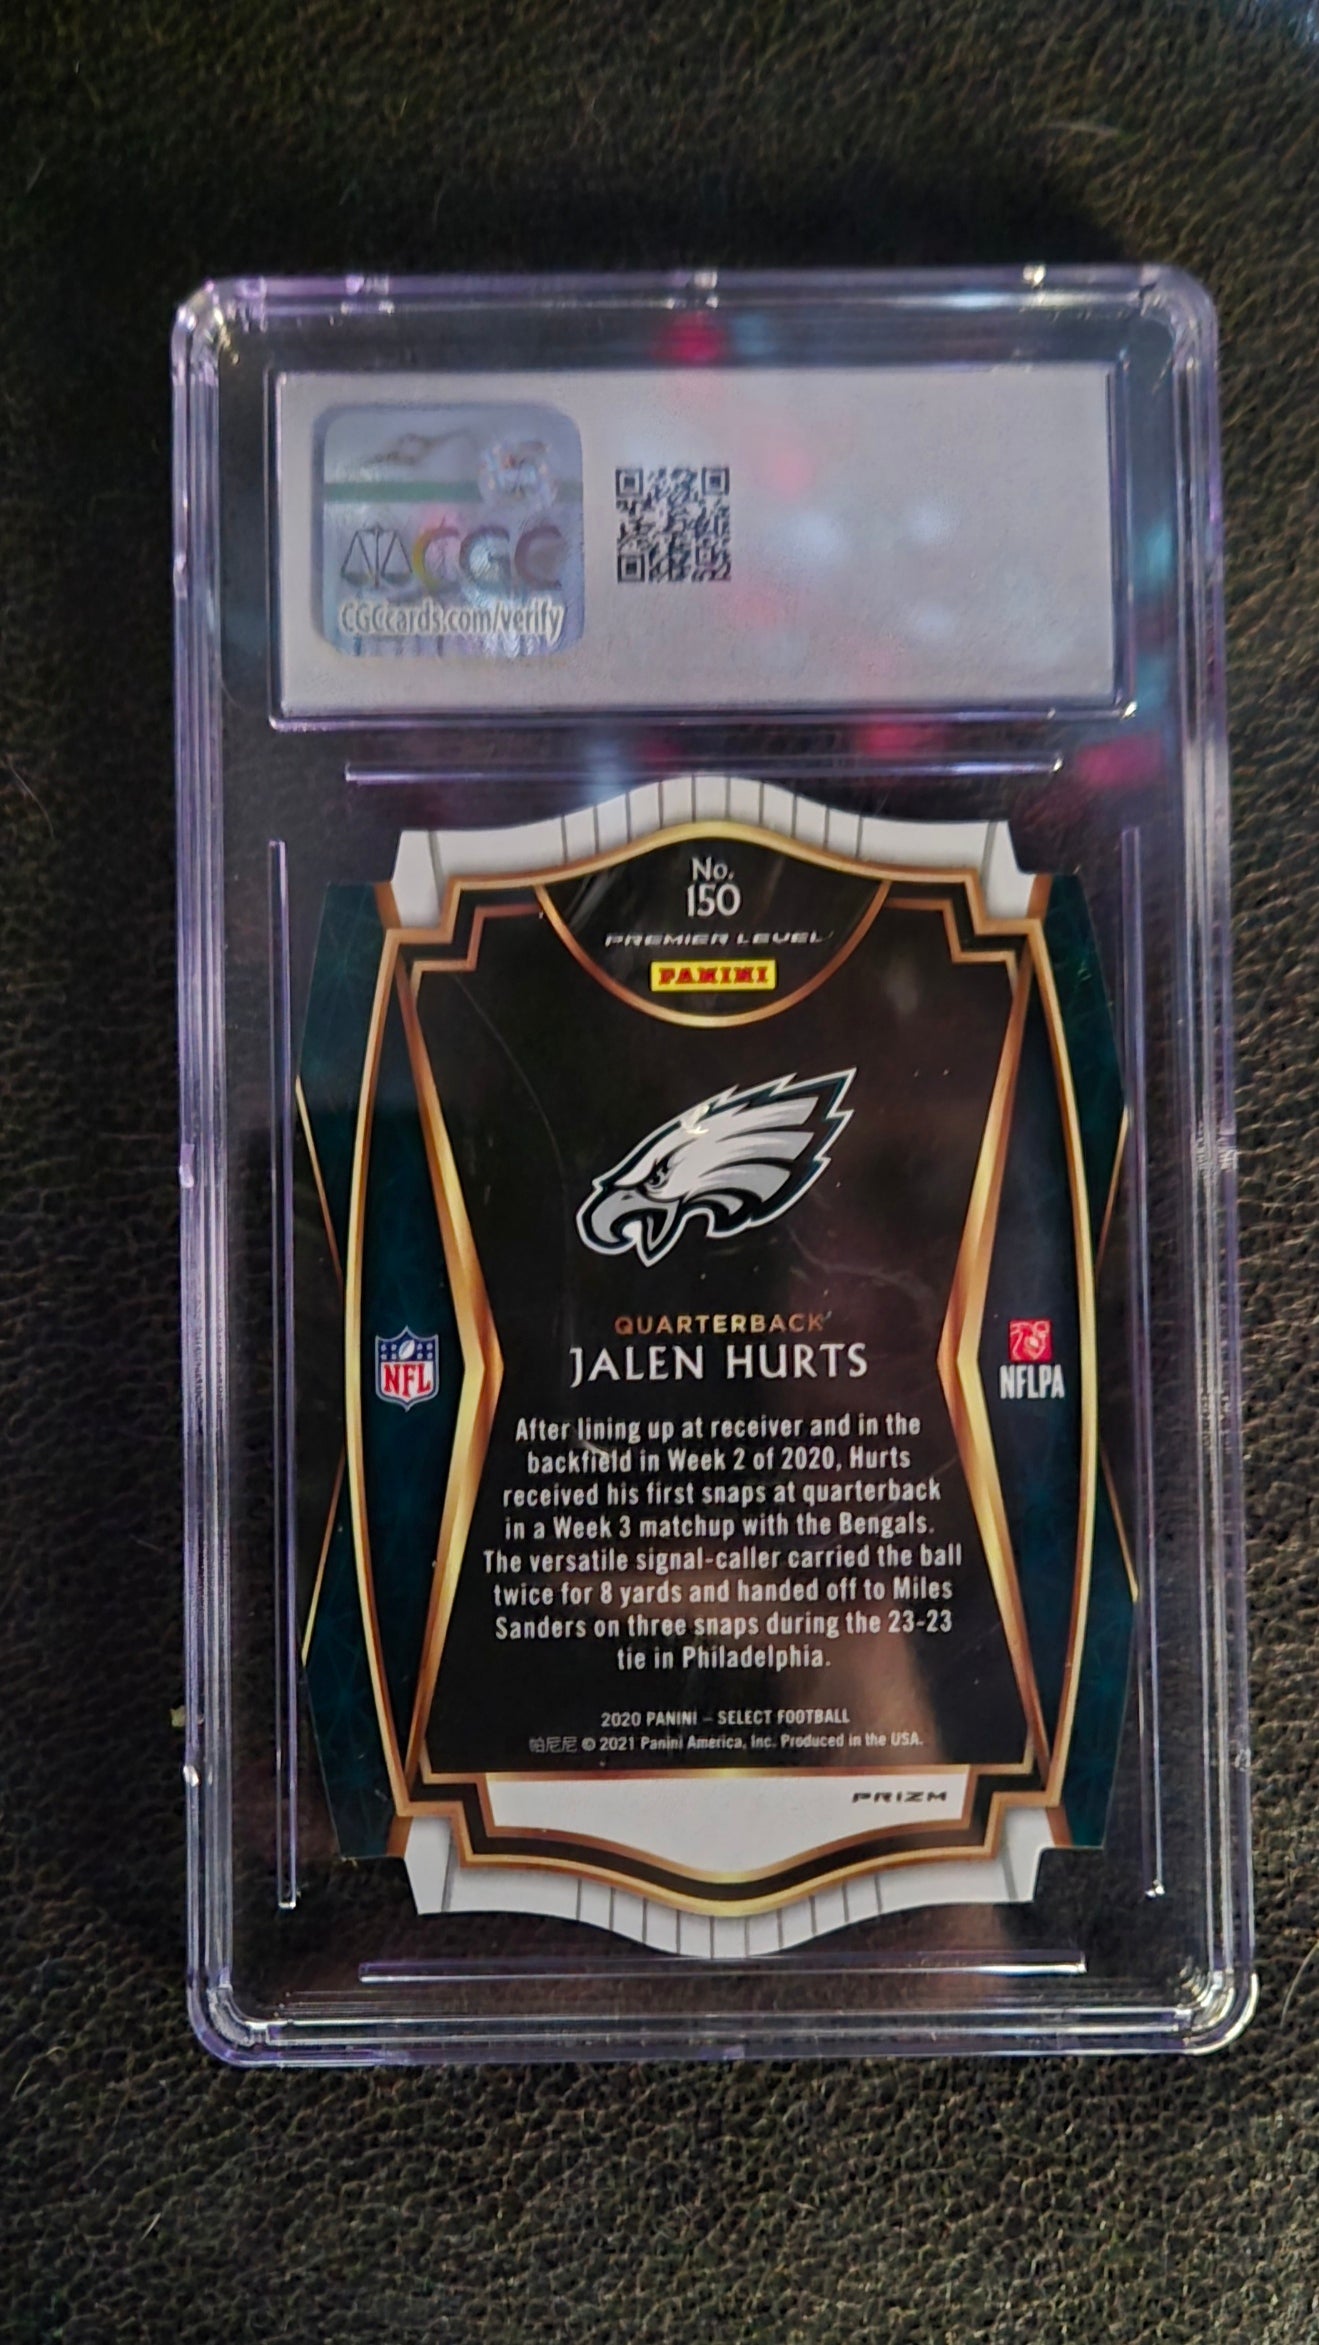 CGC
CGCcards.com/verify
No.
150
PREMIER LEVEL
PANINI
QUARTERBACK
JALEN HURTS
NFL
NFLPA
After lining up at receiver and in the
backfield in Week 2 of 2020, Hurts
received his first snaps at quarterback
in a Week 3 matchup with the Bengals.
The versatile signal-caller carried the ball
twice for 8 yards and handed off to Miles
Sanders on three snaps during the 23-23
tie in Philadelphia.
2020 PANINI – SELECT FOOTBALL
帕尼尼 © 2021 Panini America, Inc. Produced in the USA.
PRIZM